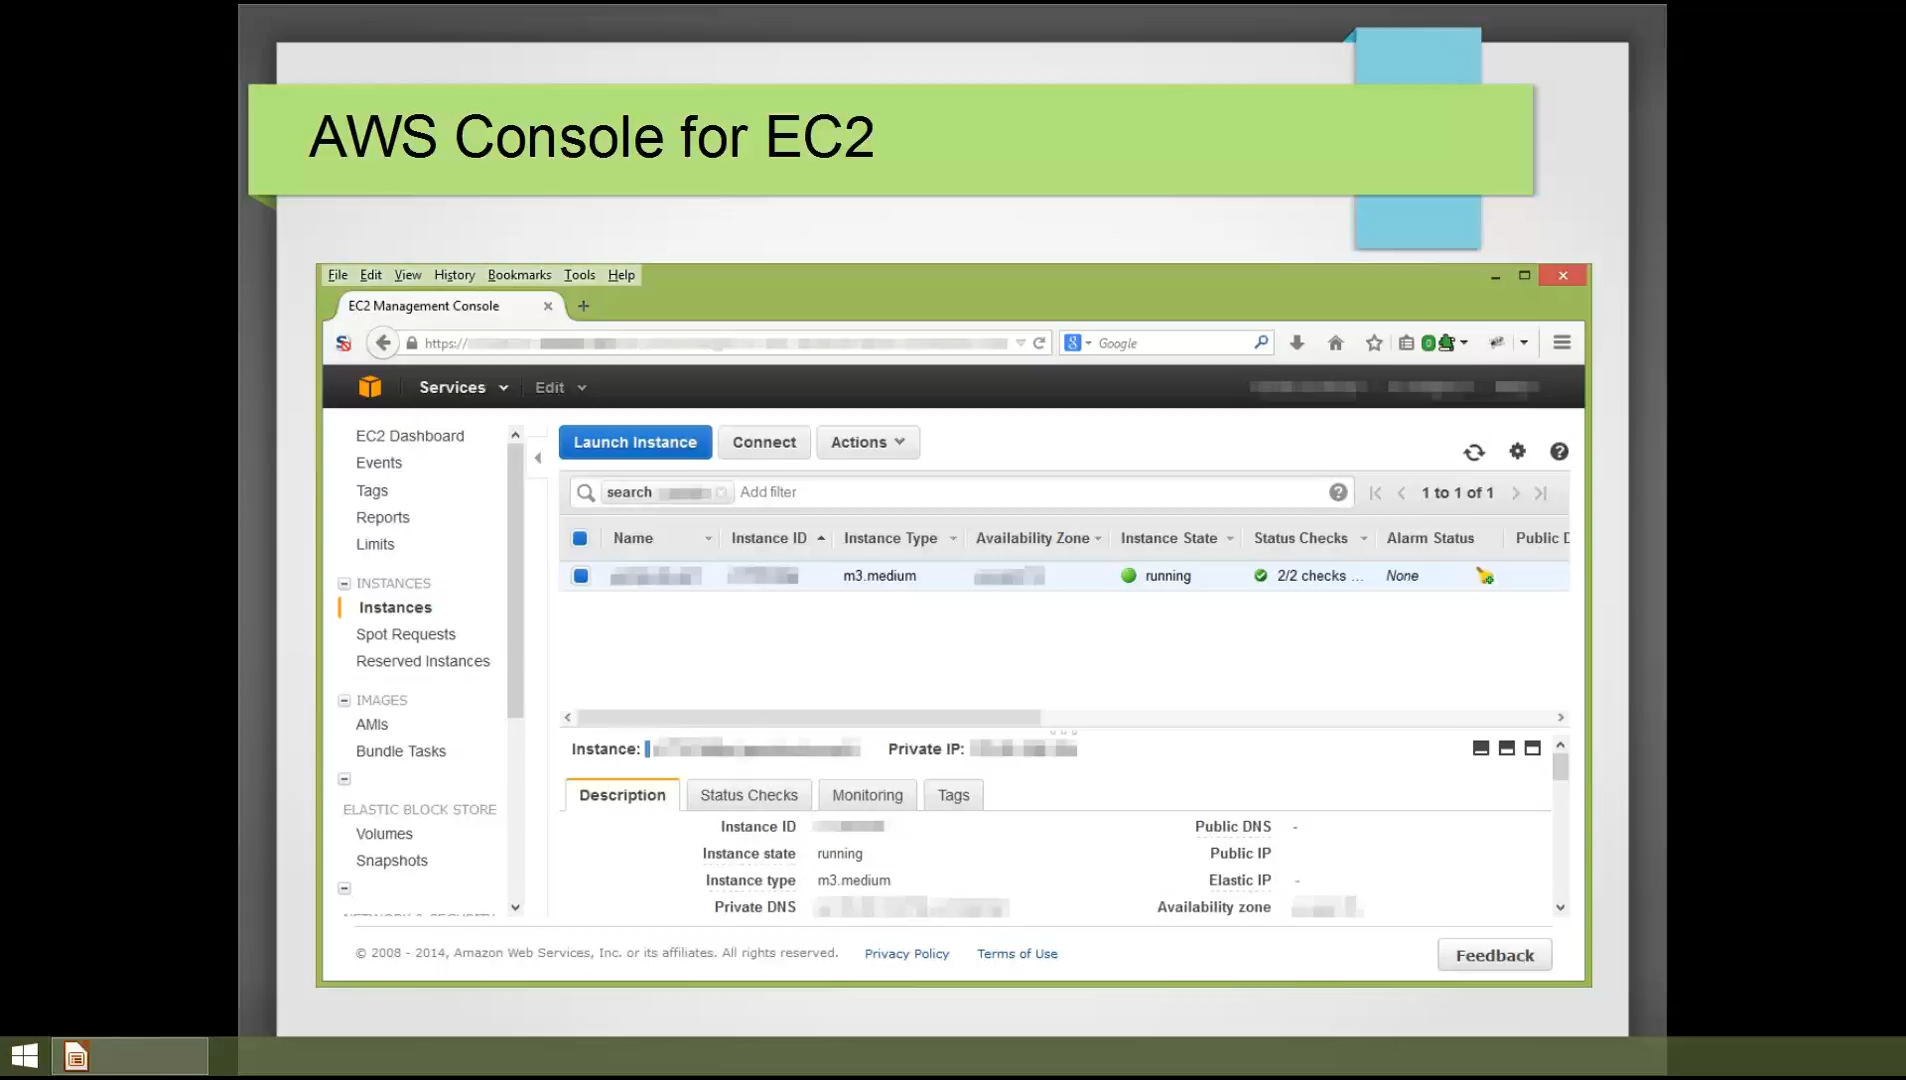 AWS Console for EC2
File Edit View History Bookmarks Tools Help
EC2 Management Console
https://
Google
0
Services Edit
EC2 Dashboard
Events
Tags
Reports
Limits
INSTANCES
Instances
Spot Requests
Reserved Instances
IMAGES
AMIs
Bundle Tasks
ELASTIC BLOCK STORE
Volumes
Snapshots
NETWORK & SECURITY
Launch Instance Connect Actions
search Add filter
1 to 1 of 1
Name Instance ID Instance Type Availability Zone Instance State Status Checks Alarm Status Public D
m3.medium running 2/2 checks ... None
Instance: Private IP:
Description Status Checks Monitoring Tags
Instance ID
Instance state running
Instance type m3.medium
Private DNS
Public DNS -
Public IP
Elastic IP -
Availability zone
© 2008 - 2014, Amazon Web Services, Inc. or its affiliates. All rights reserved. Privacy Policy Terms of Use
Feedback